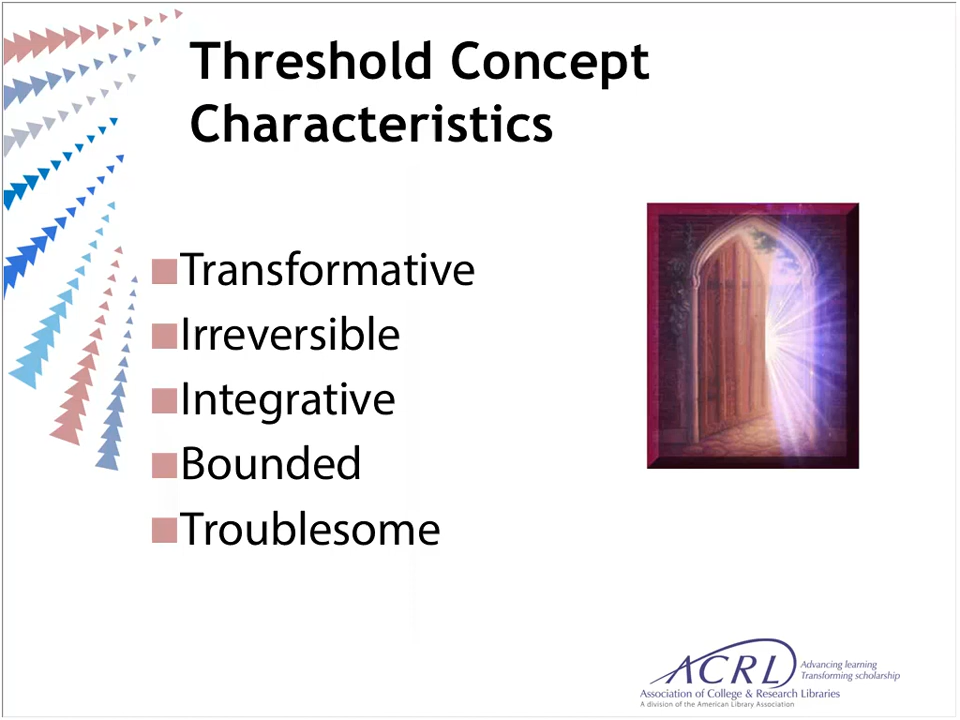 Threshold Concept
Characteristics
Transformative
Irreversible
Integrative
Bounded
Troublesome
ACRL
Advancing learning
Transforming scholarship
Association of College & Research Libraries
A division of the American Library Association